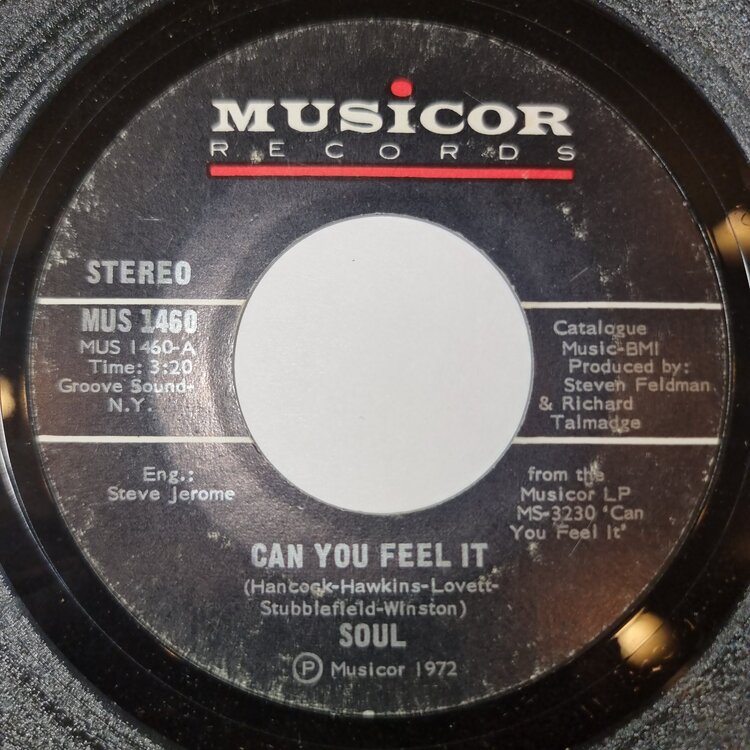 MUSICOR
RECORDS
STEREO
MUS 1460
MUS 1460-A
Time: 3:20
Groove Sound-
N.Y.
Catalogue
Music-BMI
Produced by:
Steven Feldman
& Richard
Talmadge
Eng.:
Steve Jerome
from the
Musicor LP
MS-3230 "Can
You Feel It"
CAN YOU FEEL IT
(Hancock-Hawkins-Lovett-
Stubblefield-Winston)
SOUL
Ⓟ Musicor 1972